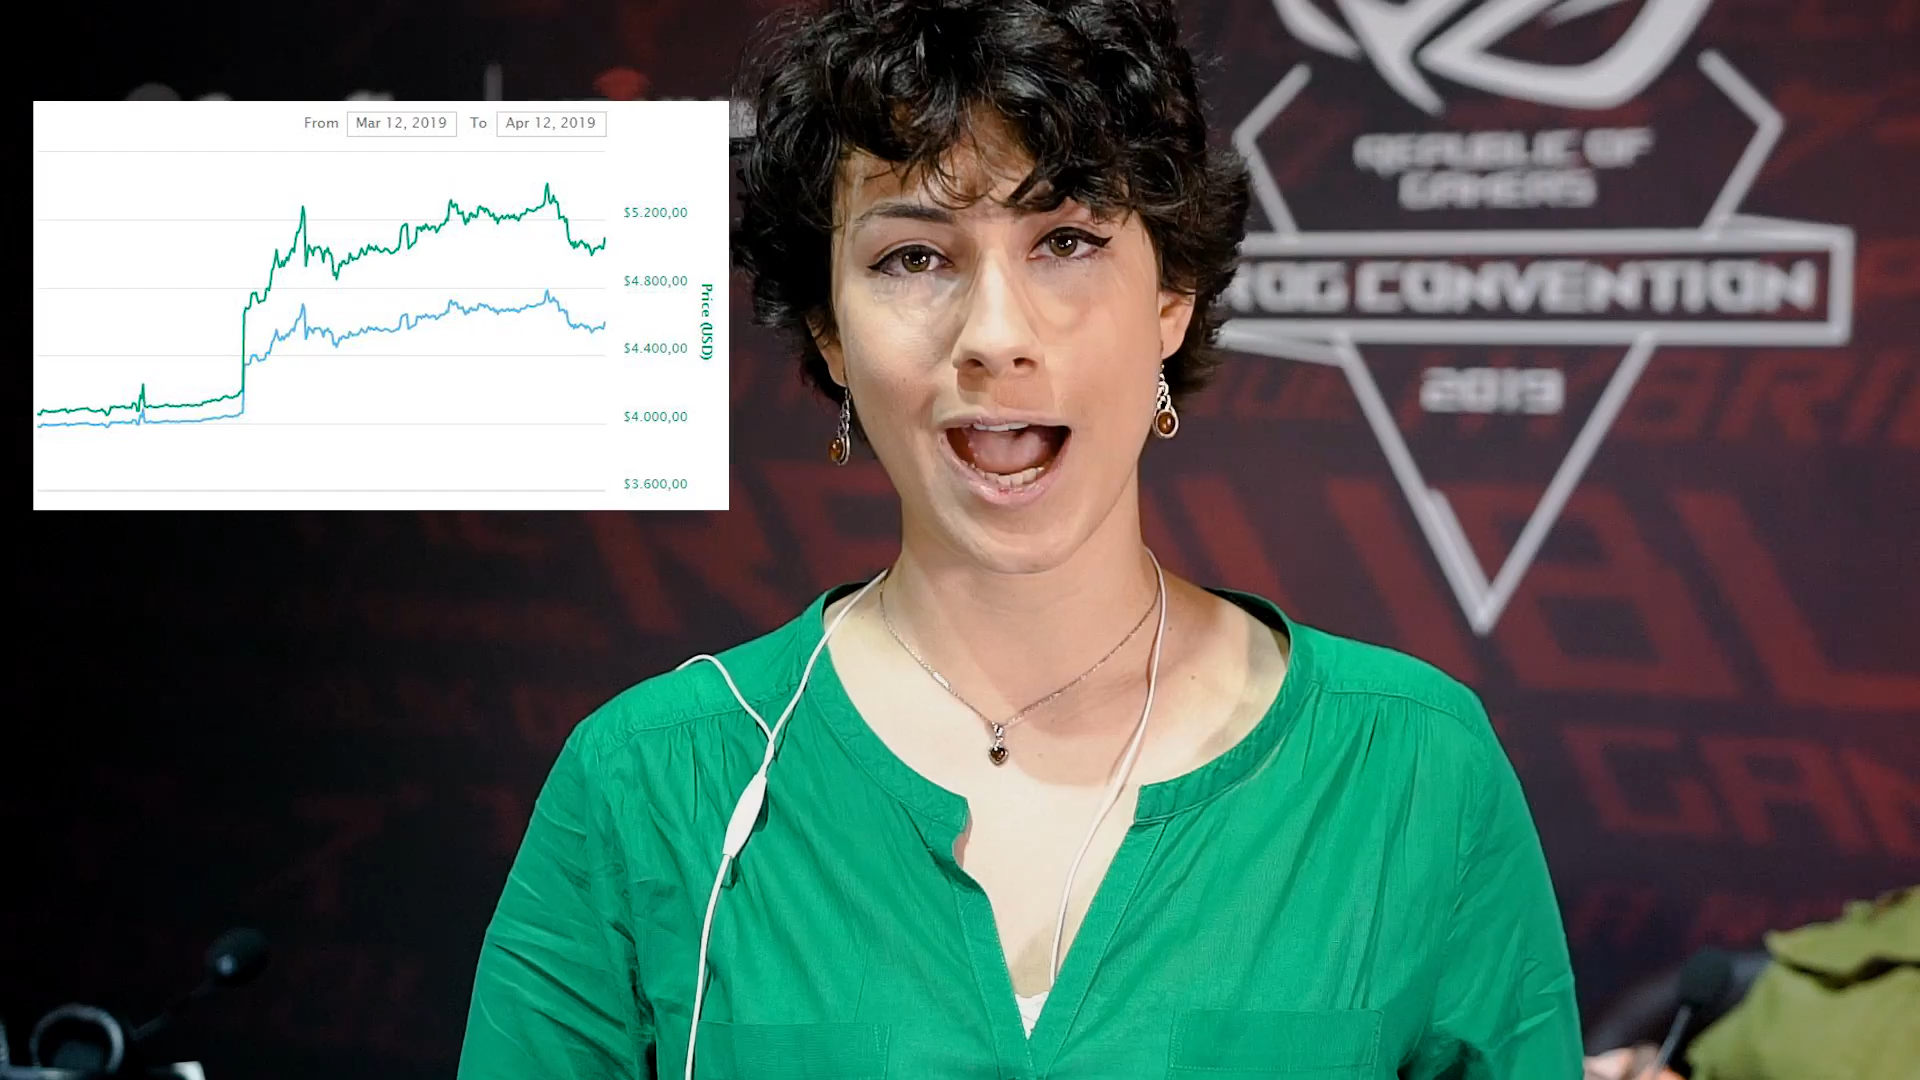 From Mar 12, 2019 To Apr 12, 2019
$5.200,00
$4.800,00
$4.400,00
$4.000,00
$3.600,00
Price (USD)
REPUBLIC OF
GAMERS
ROG CONVENTION
2019